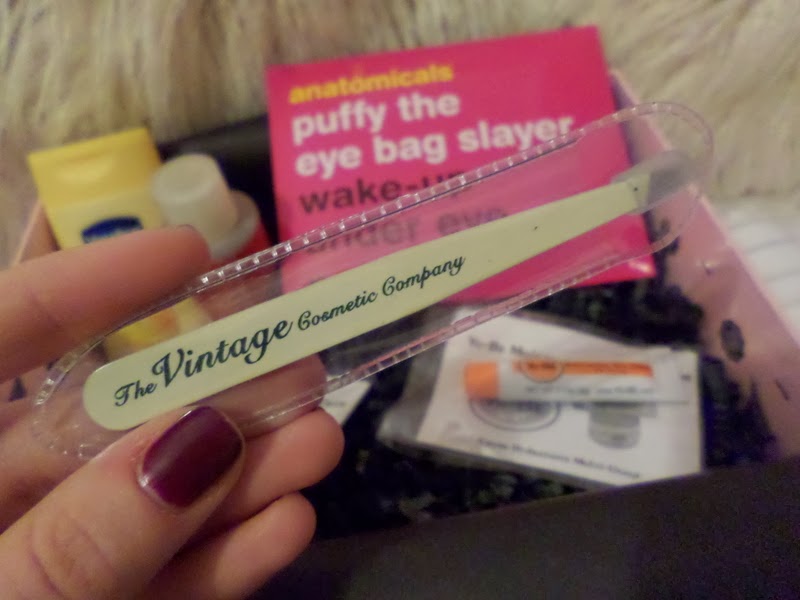 anatomicals
puffy the
eye bag slayer
wake-up
under eye
The Vintage Cosmetic Company